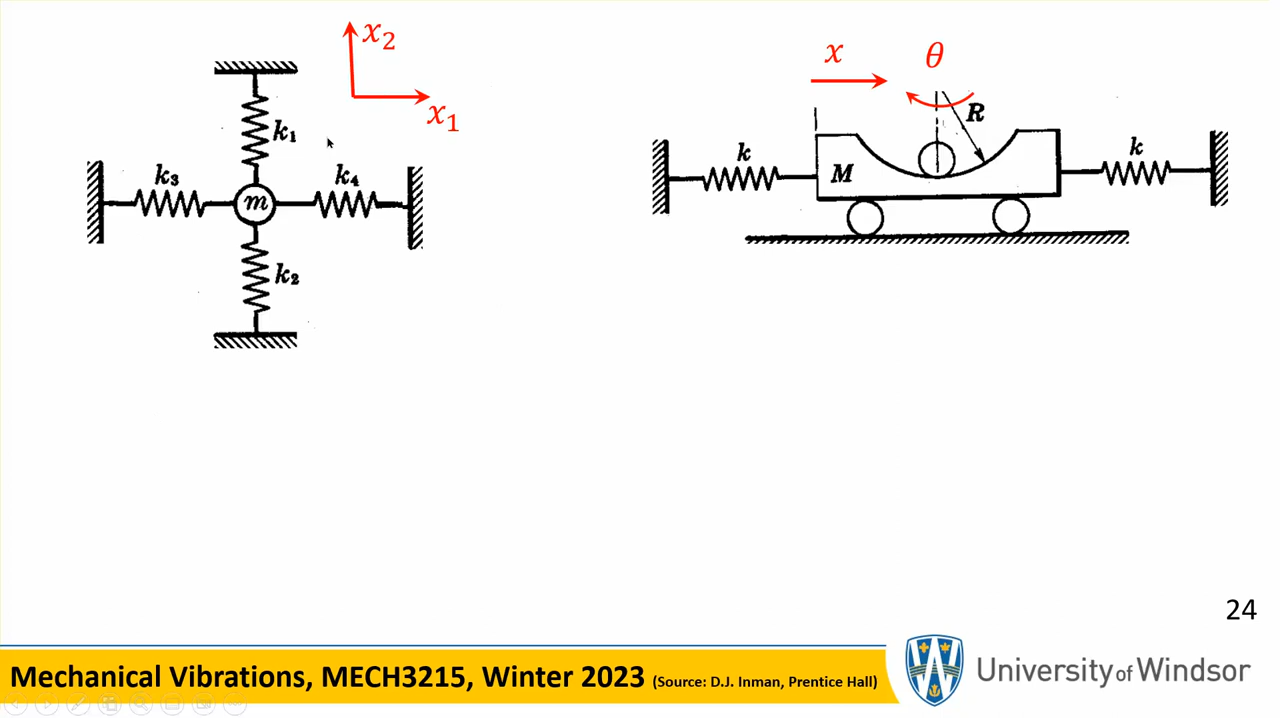 x₂
x₁
k₁
k₃
k₄
m
k₂
x
θ
R
k
k
M
24
Mechanical Vibrations, MECH3215, Winter 2023 (Source: D.J. Inman, Prentice Hall)
University of Windsor